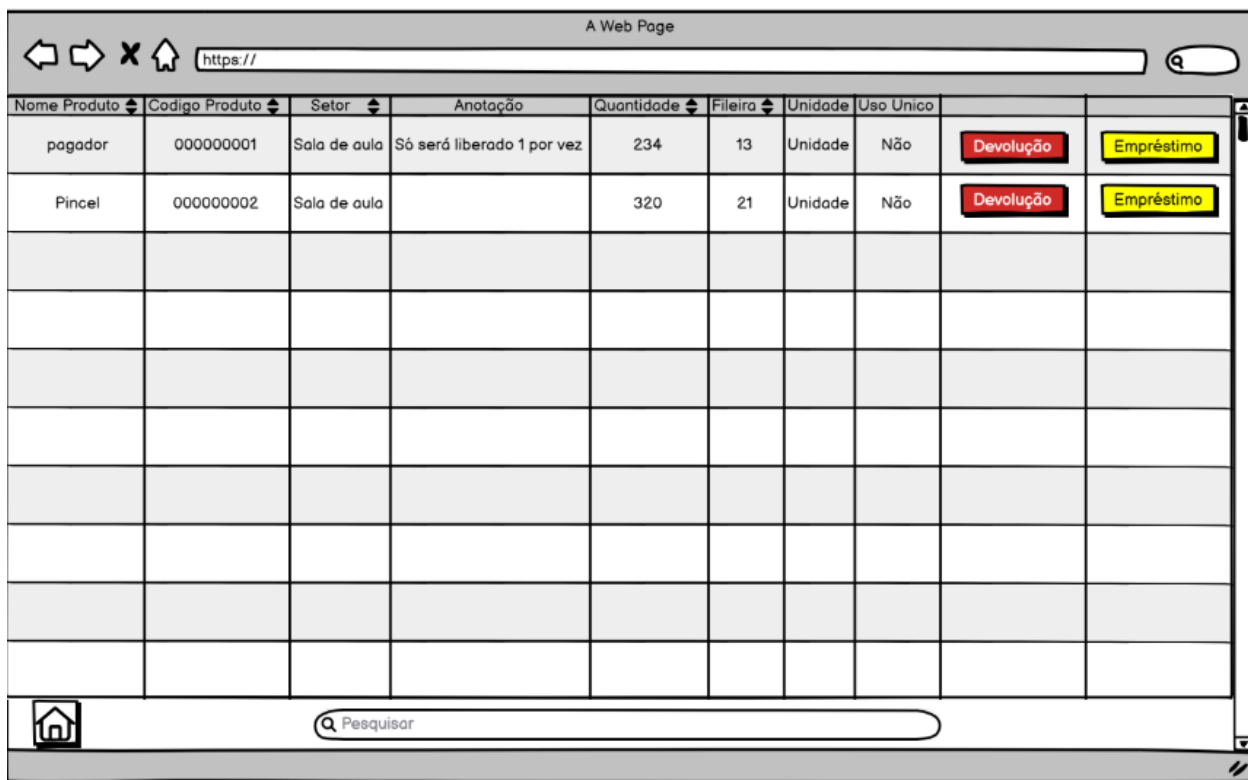 A Web Page
https://
Nome Produto Codigo Produto Setor Anotação Quantidade Fileira Unidade Uso Unico
pagador 000000001 Sala de aula Só será liberado 1 por vez 234 13 Unidade Não Devolução Empréstimo
Pincel 000000002 Sala de aula 320 21 Unidade Não Devolução Empréstimo
Pesquisar